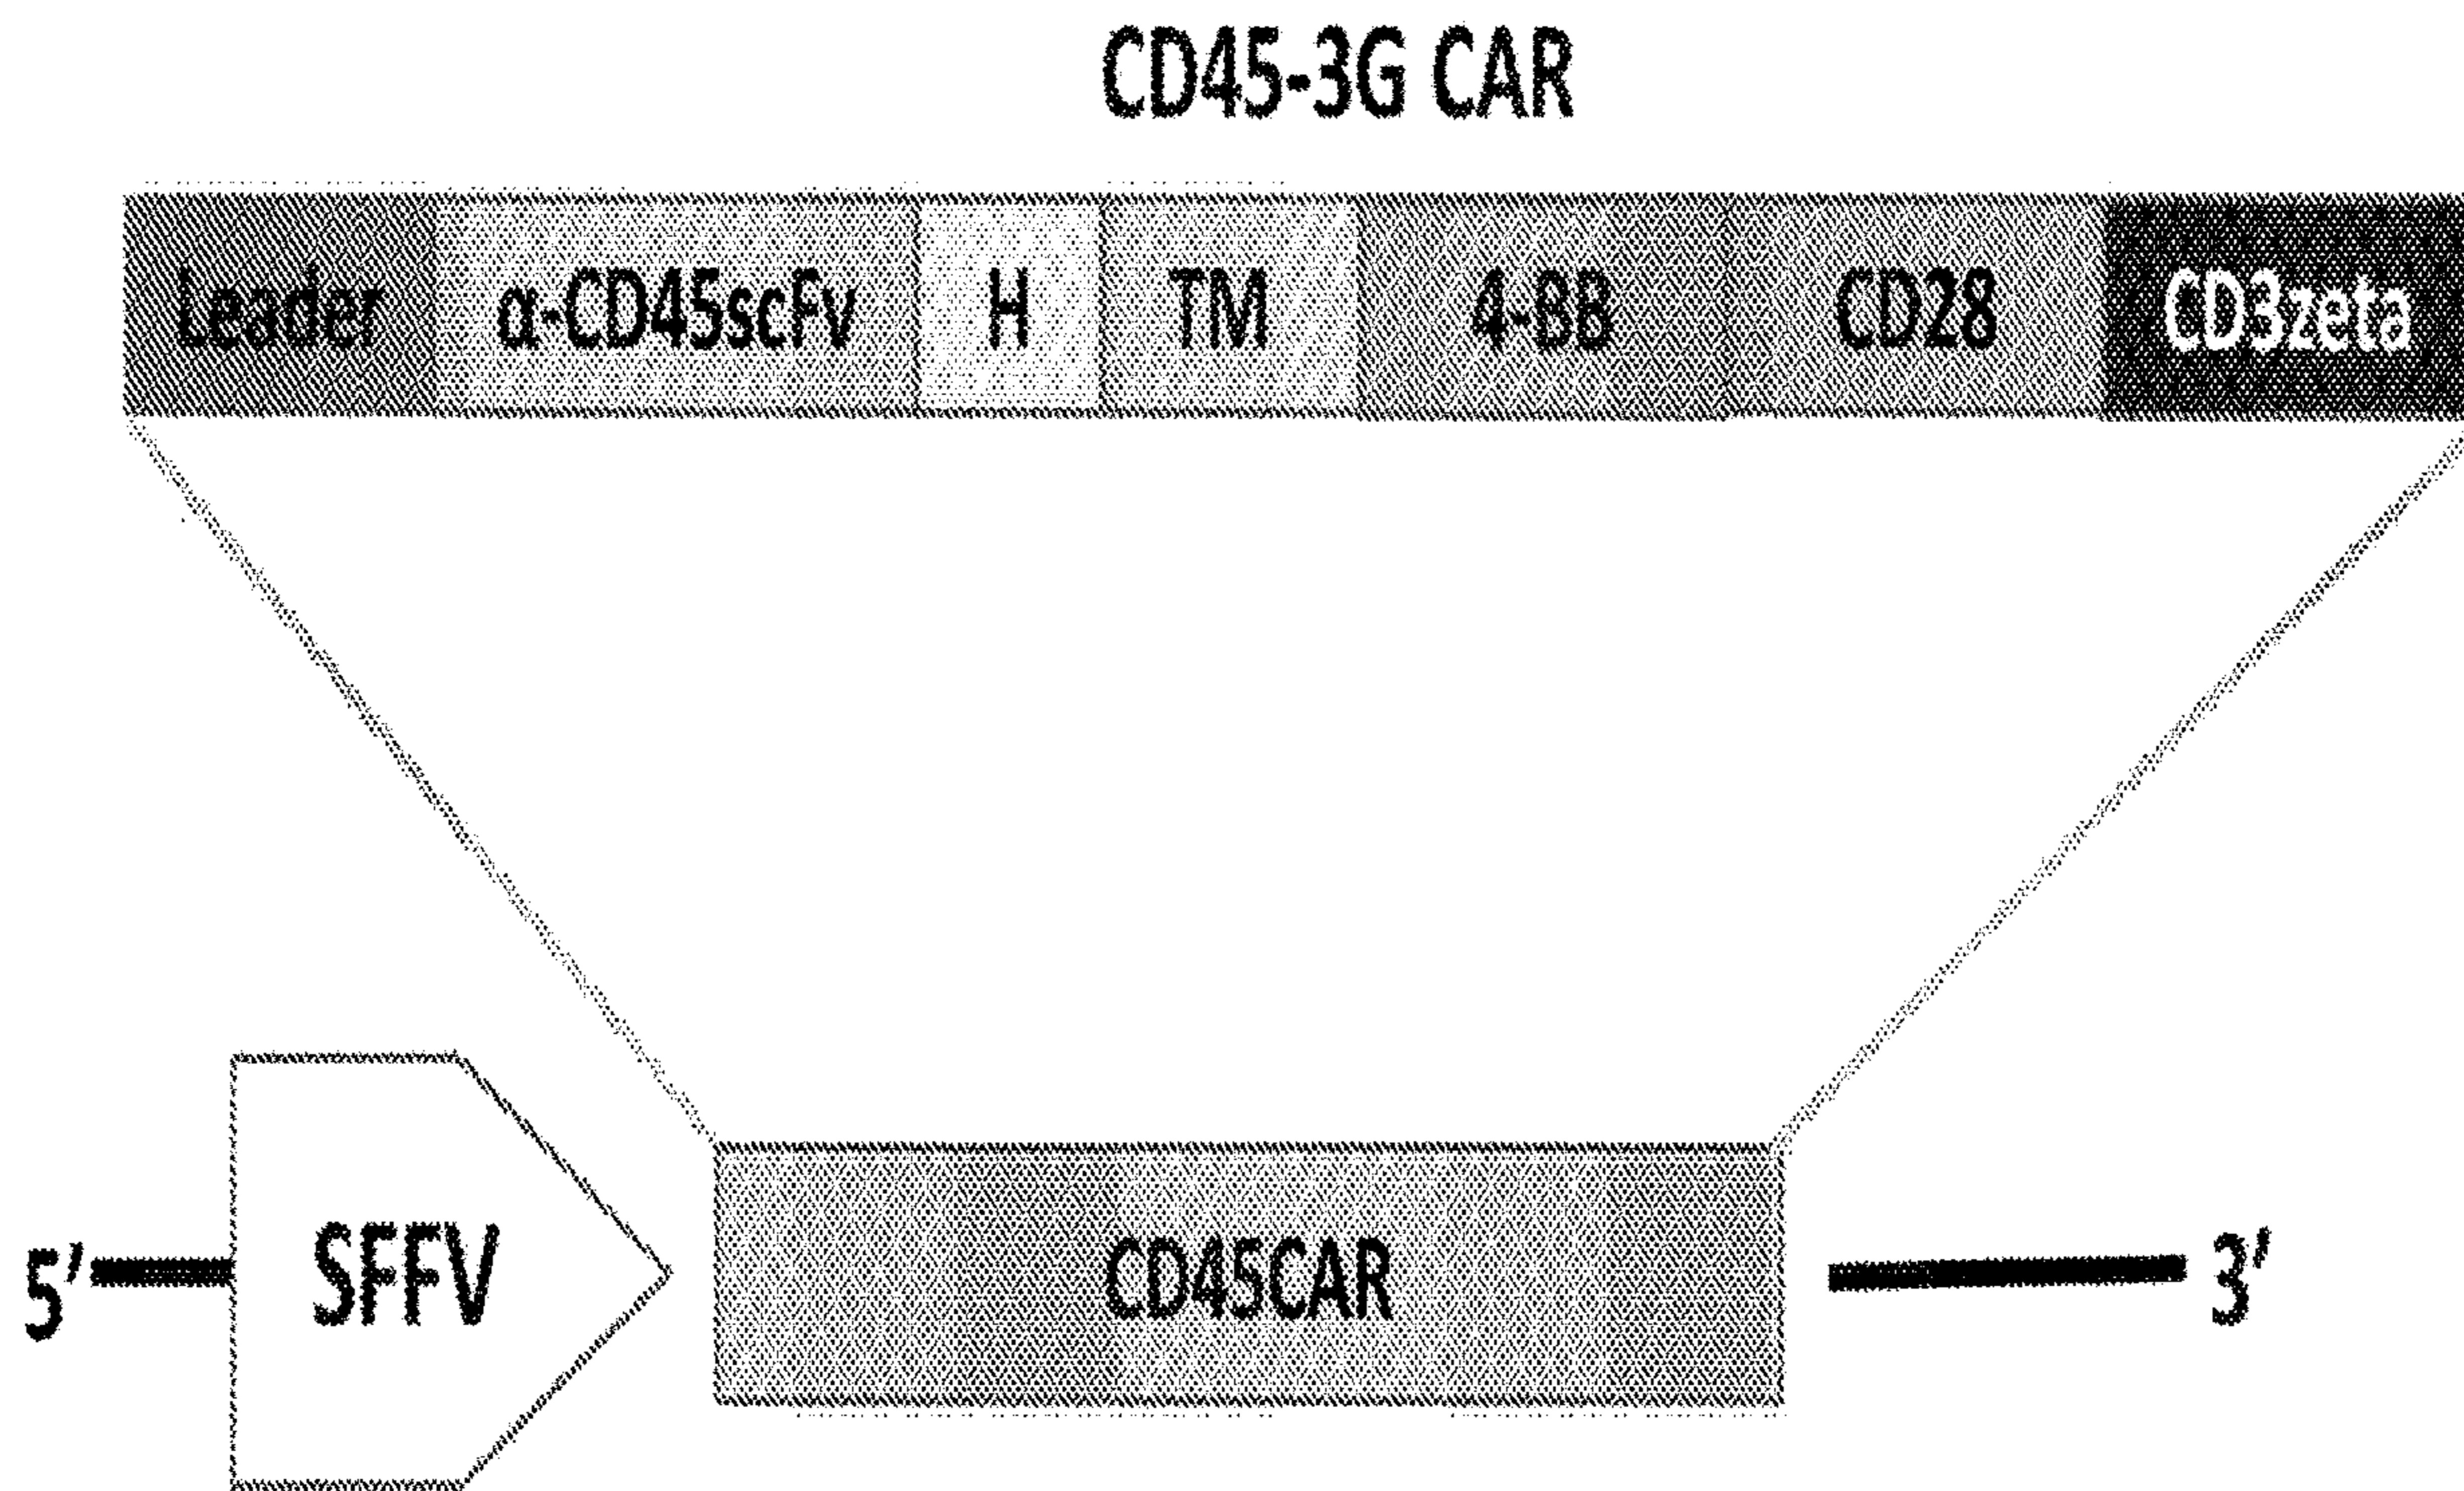 CD45-3G CAR
Leader α-CD45scFv H TM 4-BB CD28 CD3zeta
5' SFFV CD45CAR 3'